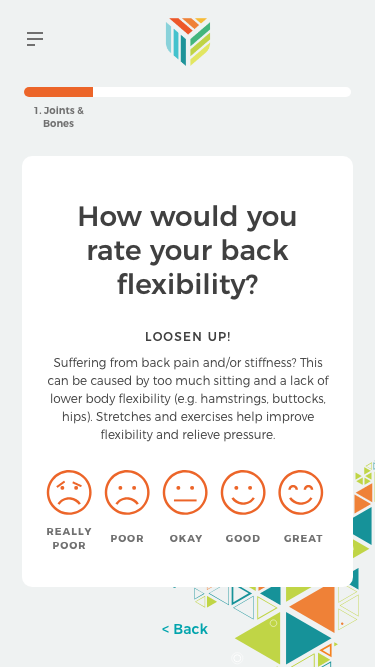 1. Joints &
Bones
How would you
rate your back
flexibility?
LOOSEN UP!
Suffering from back pain and/or stiffness? This
can be caused by too much sitting and a lack of
lower body flexibility (e.g. hamstrings, buttocks,
hips). Stretches and exercises help improve
flexibility and relieve pressure.
REALLY
POOR
POOR
OKAY
GOOD
GREAT
< Back